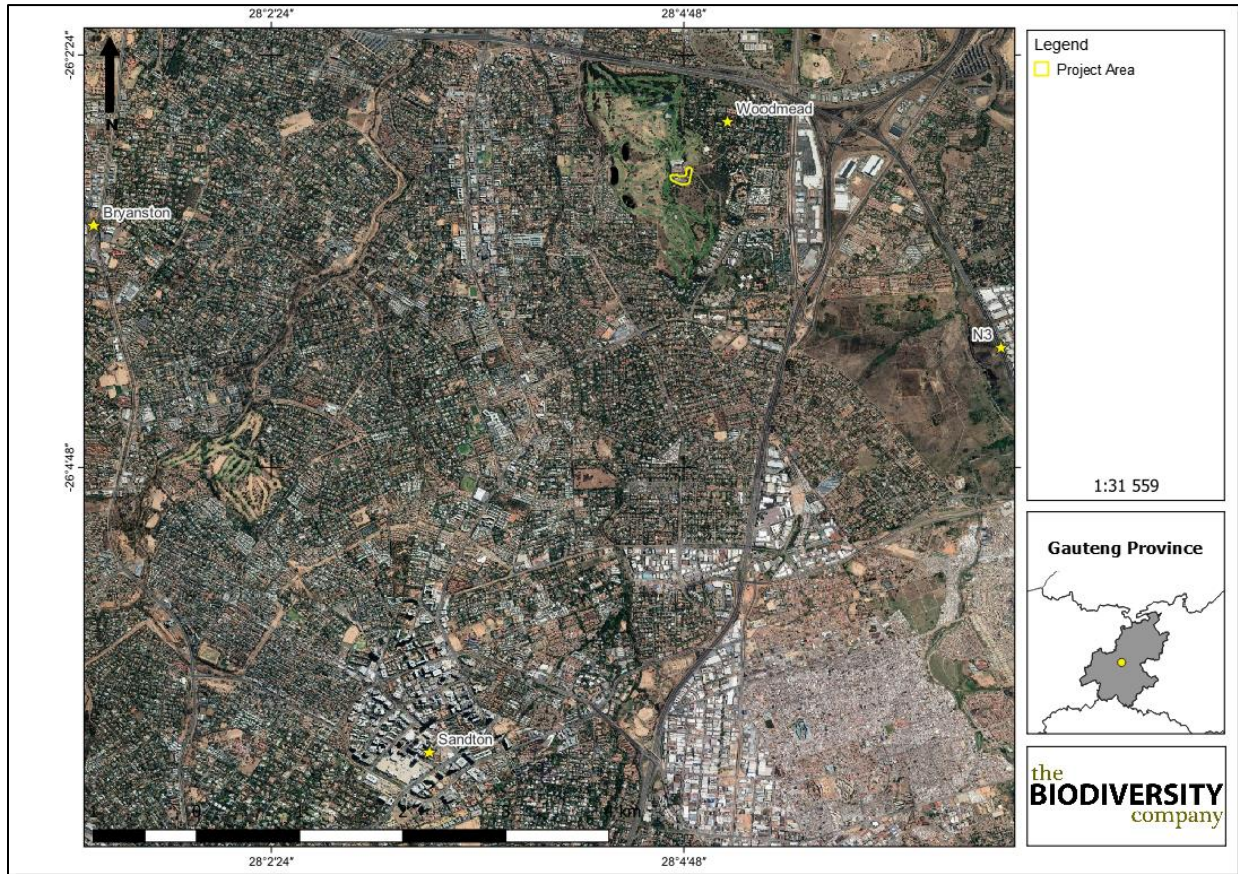 28°2'24"
28°4'48"
-26°2'24"
N
Woodmead
Bryanston
N3
-26°4'48"
Sandton
km
28°2'24"
28°4'48"
Legend
Project Area
1:31 559
Gauteng Province
the
BIODIVERSITY
company